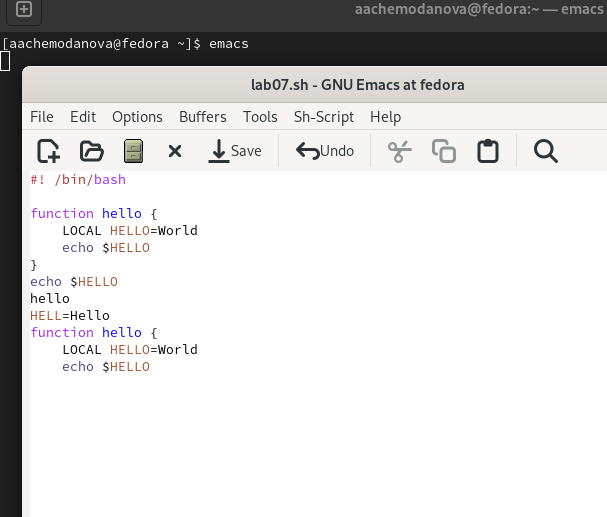 aachemodanova@fedora:~ — emacs
[aachemodanova@fedora ~]$ emacs
lab07.sh - GNU Emacs at fedora
File Edit Options Buffers Tools Sh-Script Help
Save Undo
#! /bin/bash
function hello {
    LOCAL HELLO=World
    echo $HELLO
}
echo $HELLO
hello
HELL=Hello
function hello {
    LOCAL HELLO=World
    echo $HELLO